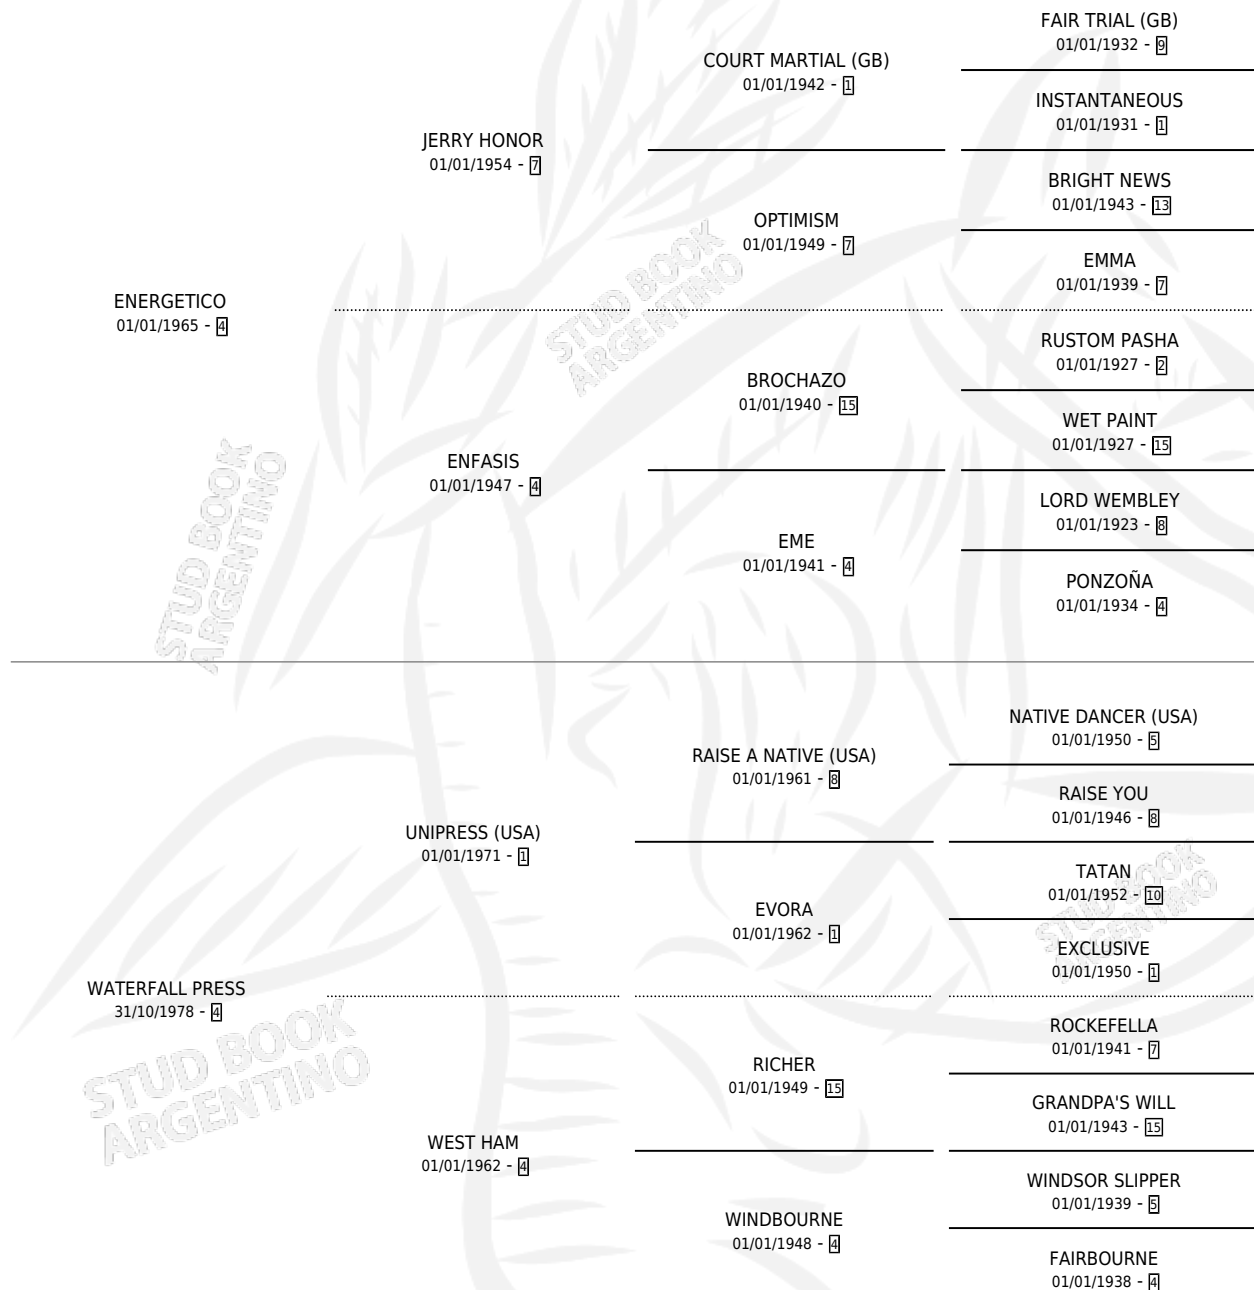 FAIR TRIAL (GB)
01/01/1932 - 9
COURT MARTIAL (GB)
01/01/1942 - 1
INSTANTANEOUS
01/01/1931 - 1
JERRY HONOR
01/01/1954 - 7
BRIGHT NEWS
01/01/1943 - 13
OPTIMISM
01/01/1949 - 7
EMMA
01/01/1939 - 7
ENERGETICO
01/01/1965 - 4
RUSTOM PASHA
01/01/1927 - 2
BROCHAZO
01/01/1940 - 15
WET PAINT
01/01/1927 - 15
ENFASIS
01/01/1947 - 4
LORD WEMBLEY
01/01/1923 - 8
EME
01/01/1941 - 4
PONZOÑA
01/01/1934 - 4
NATIVE DANCER (USA)
01/01/1950 - 5
RAISE A NATIVE (USA)
01/01/1961 - 8
RAISE YOU
01/01/1946 - 8
UNIPRESS (USA)
01/01/1971 - 1
TATAN
01/01/1952 - 10
EVORA
01/01/1962 - 1
EXCLUSIVE
01/01/1950 - 1
WATERFALL PRESS
31/10/1978 - 4
ROCKEFELLA
01/01/1941 - 7
RICHER
01/01/1949 - 15
GRANDPA'S WILL
01/01/1943 - 15
WEST HAM
01/01/1962 - 4
WINDSOR SLIPPER
01/01/1939 - 5
WINDBOURNE
01/01/1948 - 4
FAIRBOURNE
01/01/1938 - 4
STUD BOOK
ARGENTINO
STUD BOOK
ARGENTINO
STUD BOOK
ARGENTINO
STUD BOOK
ARGENTINO